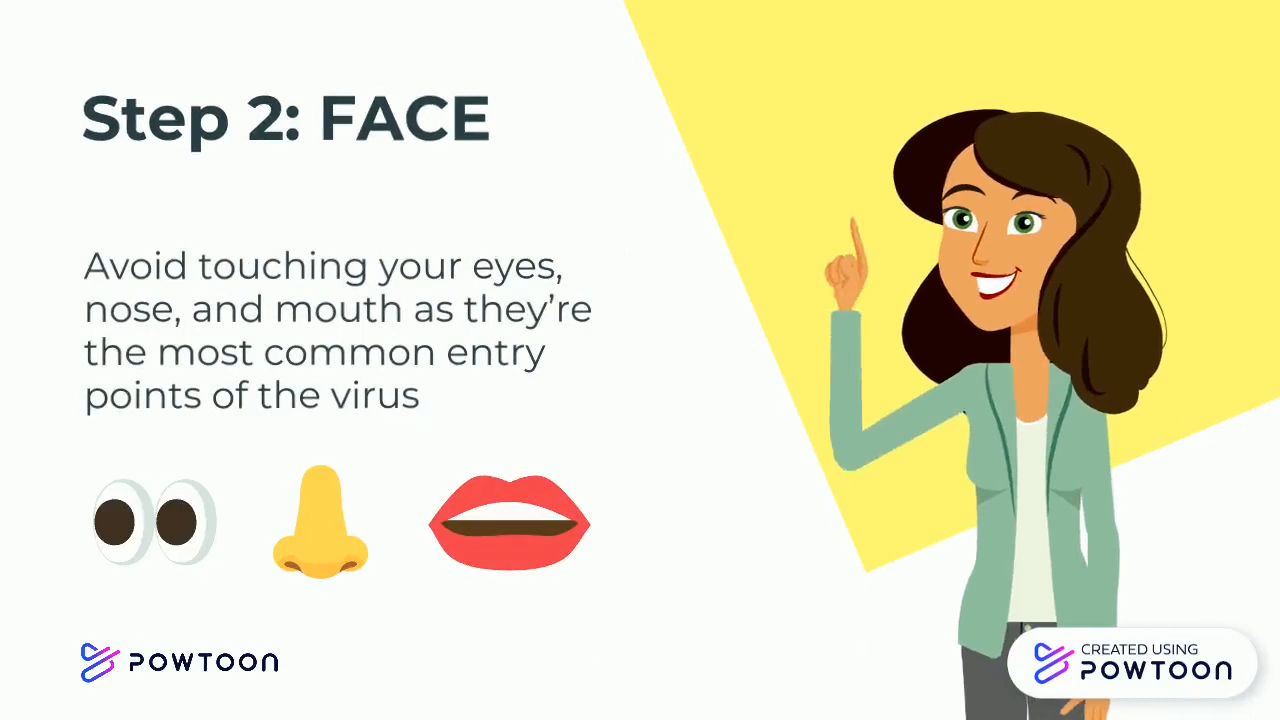 Step 2: FACE
Avoid touching your eyes,
nose, and mouth as they’re
the most common entry
points of the virus
POWTOON
CREATED USING
POWTOON